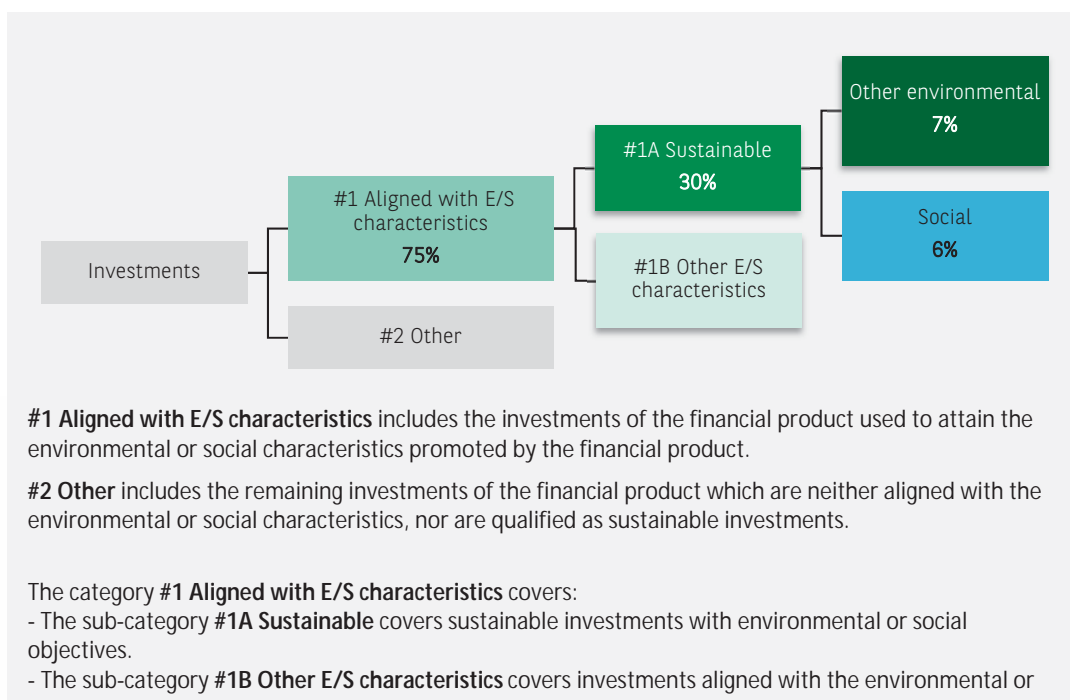 Other environmental
7%
#1A Sustainable
30%
#1 Aligned with E/S
characteristics
75%
Social
6%
Investments
#1B Other E/S
characteristics
#2 Other
#1 Aligned with E/S characteristics includes the investments of the financial product used to attain the
environmental or social characteristics promoted by the financial product.
#2 Other includes the remaining investments of the financial product which are neither aligned with the
environmental or social characteristics, nor are qualified as sustainable investments.
The category #1 Aligned with E/S characteristics covers:
- The sub-category #1A Sustainable covers sustainable investments with environmental or social
objectives.
- The sub-category #1B Other E/S characteristics covers investments aligned with the environmental or